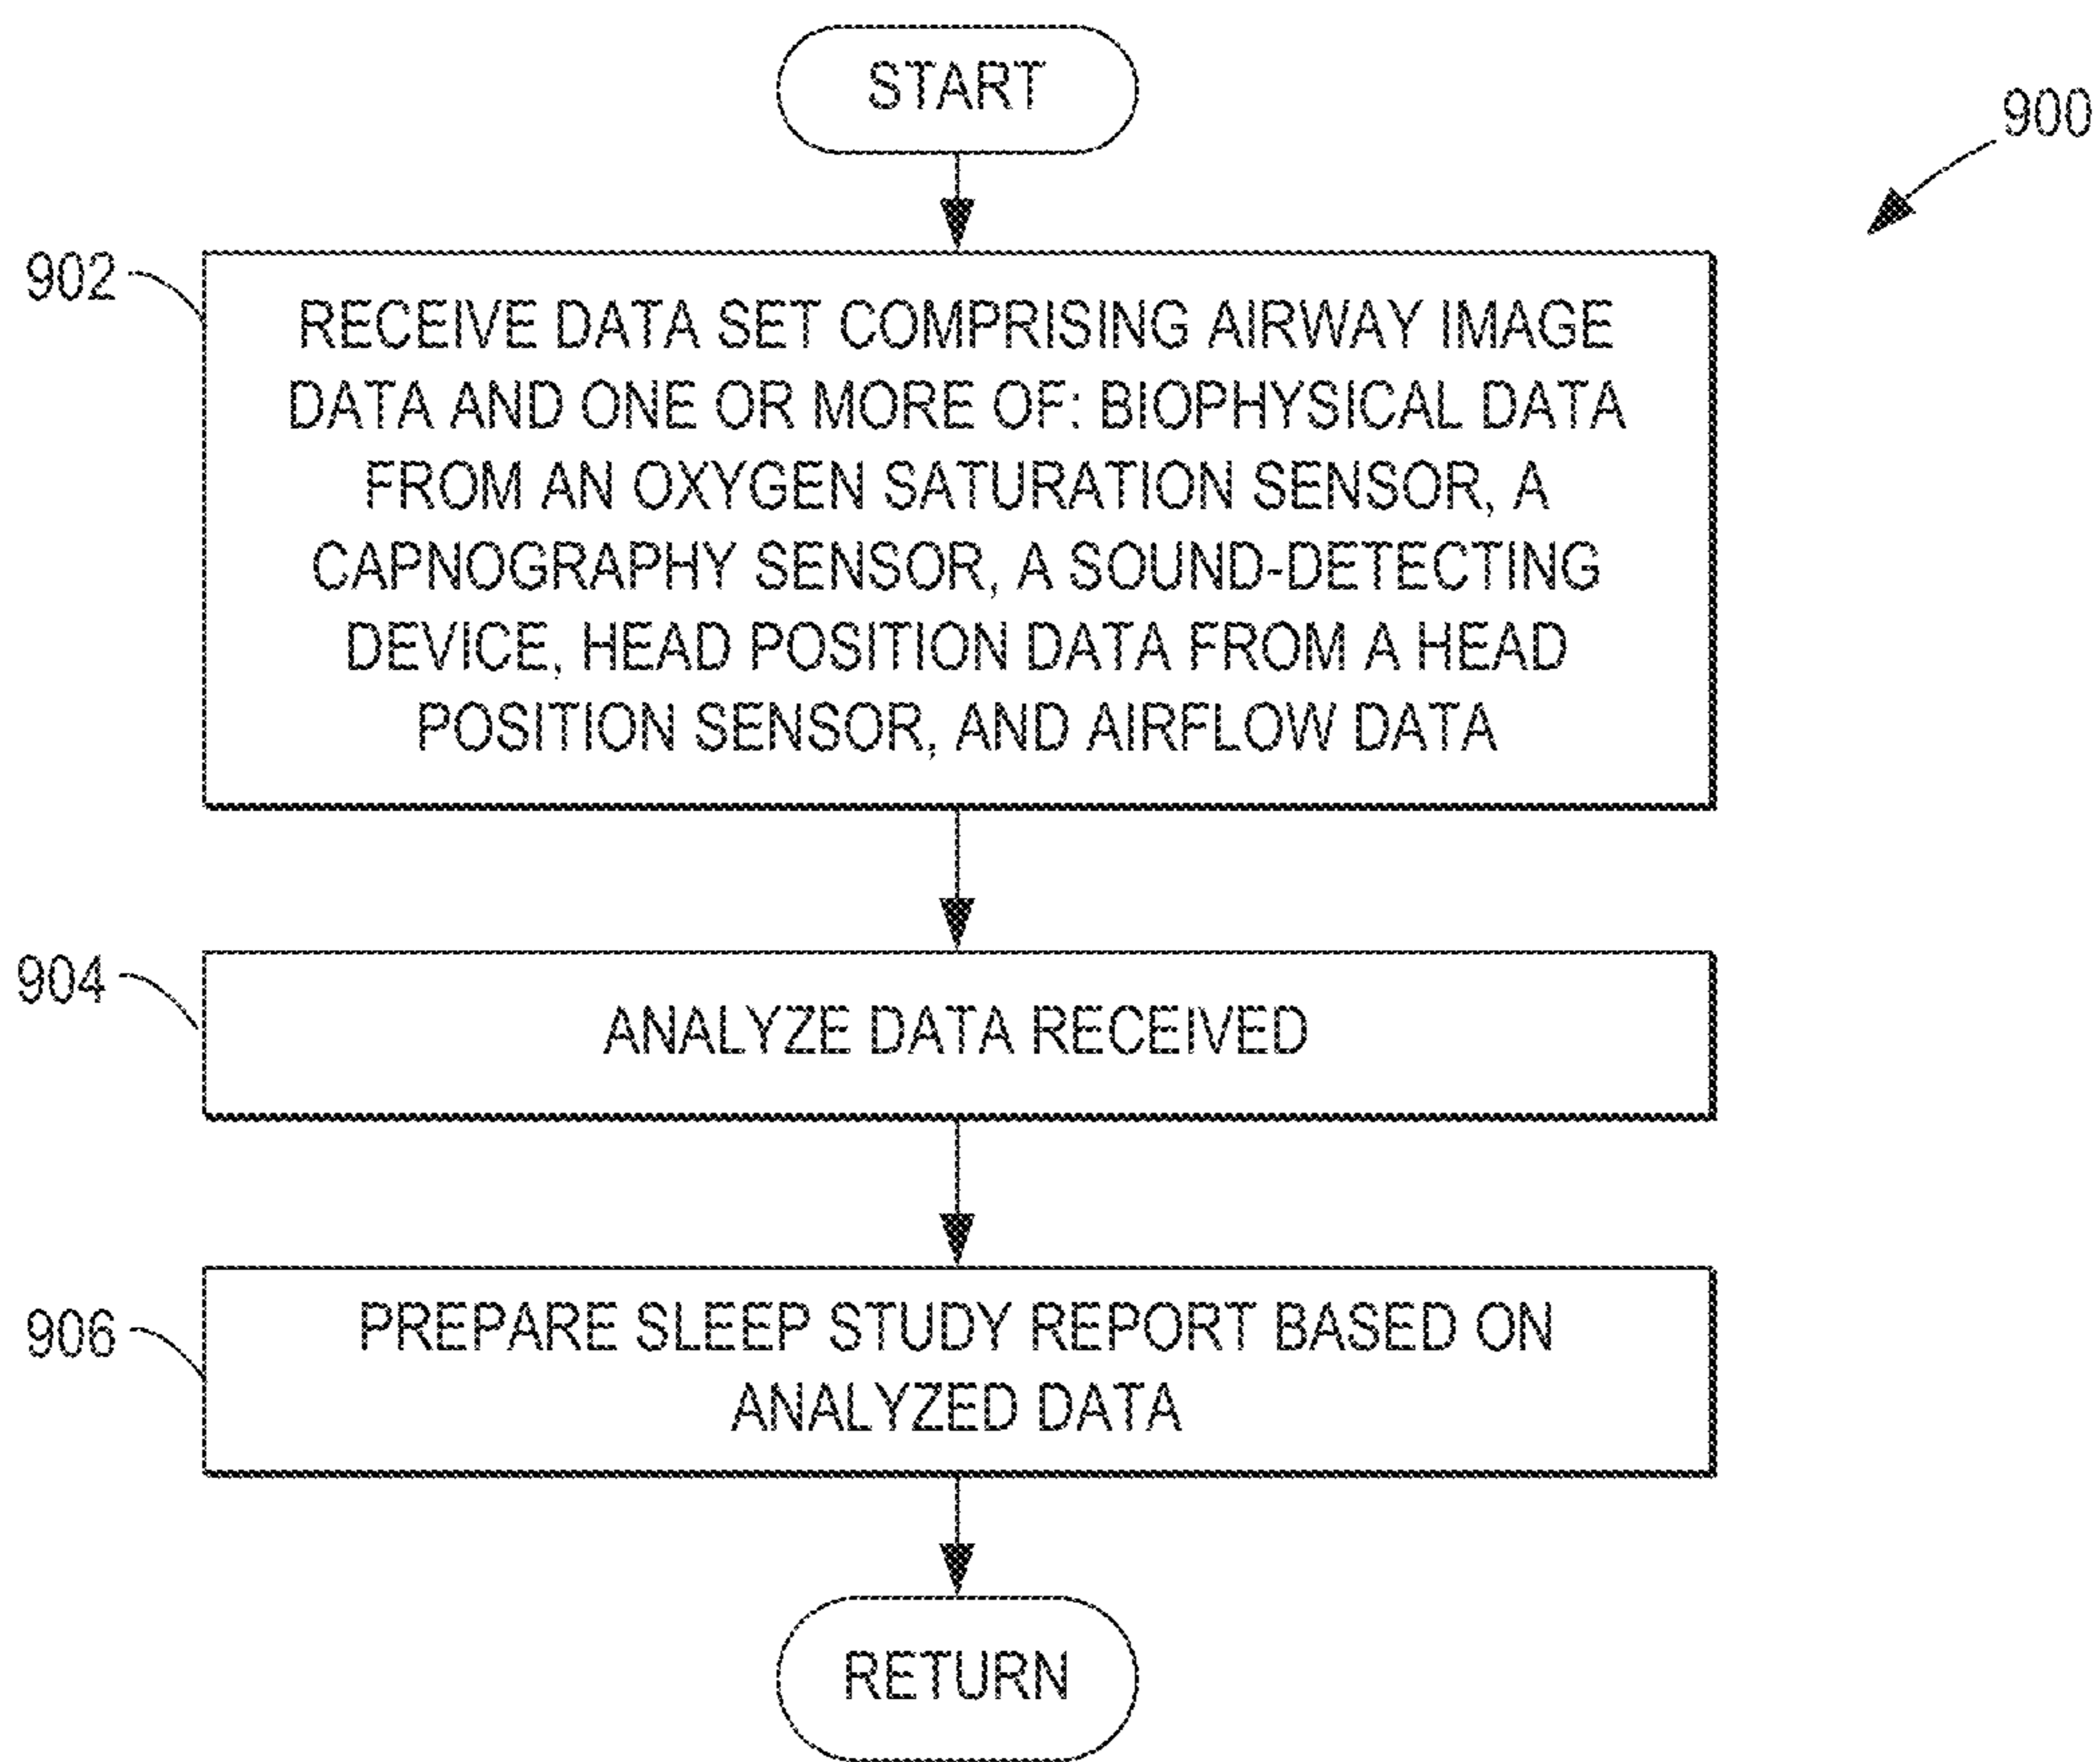 START
900
902
RECEIVE DATA SET COMPRISING AIRWAY IMAGE
DATA AND ONE OR MORE OF: BIOPHYSICAL DATA
FROM AN OXYGEN SATURATION SENSOR, A
CAPNOGRAPHY SENSOR, A SOUND-DETECTING
DEVICE, HEAD POSITION DATA FROM A HEAD
POSITION SENSOR, AND AIRFLOW DATA
904
ANALYZE DATA RECEIVED
906
PREPARE SLEEP STUDY REPORT BASED ON
ANALYZED DATA
RETURN